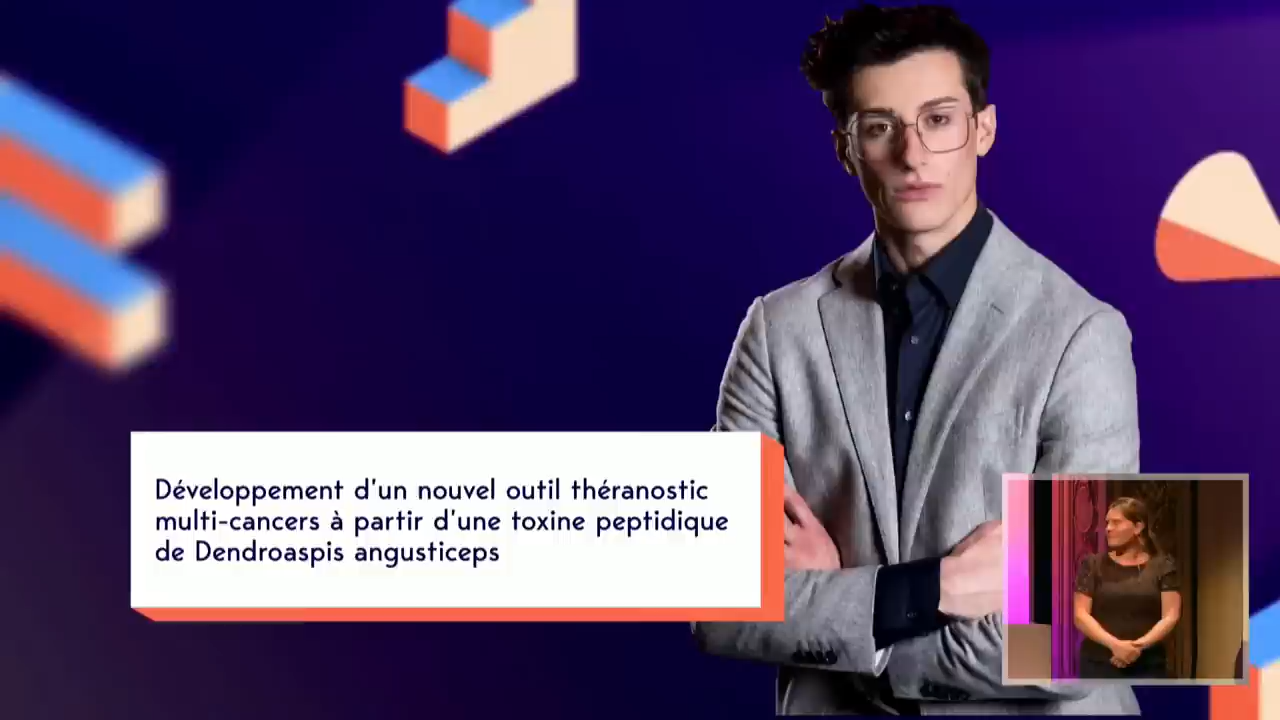 Développement d'un nouvel outil théranostic
multi-cancers à partir d'une toxine peptidique
de Dendroaspis angusticeps